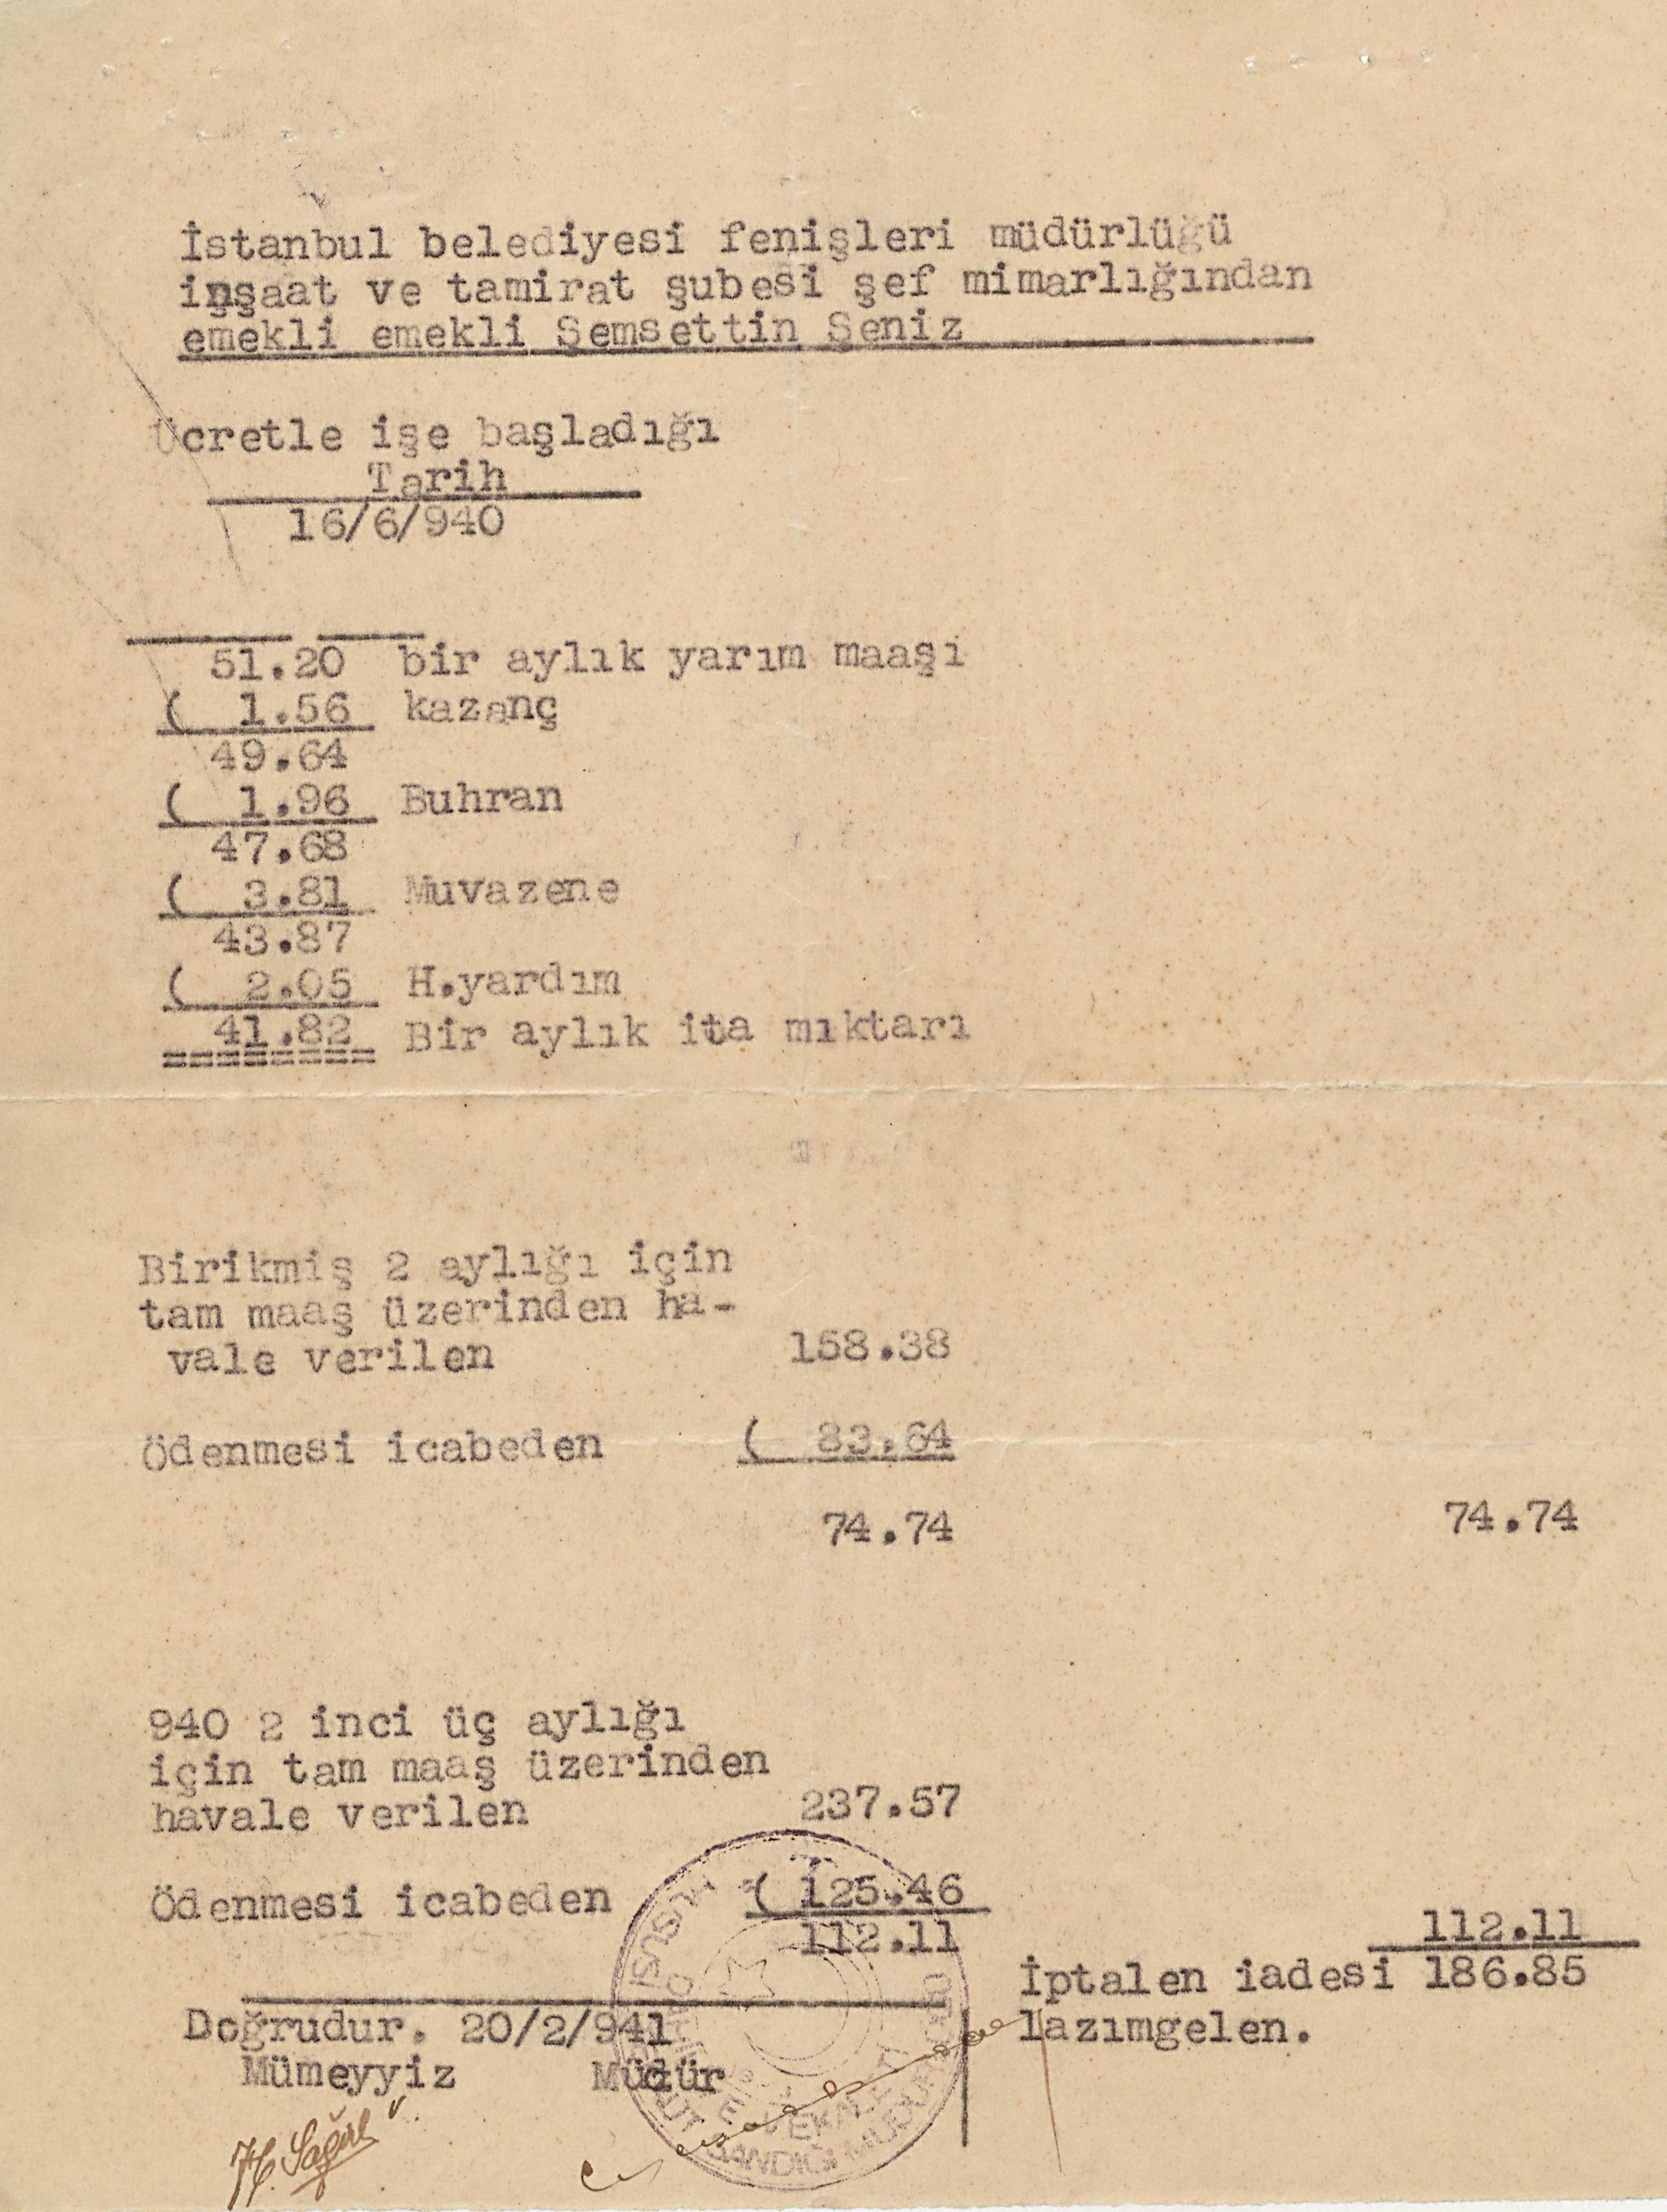 İstanbul belediyesi fenişleri müdürlüğü
inşaat ve tamirat şubesi şef mimarlığından
emekli emekli Şemsettin Şeniz
Ücretle işe başladığı
Tarih
16/6/940
51.20 bir aylık yarım maaşı
( 1.56 kazanç
49.64
( 1.96 Buhran
47.68
( 3.81 Muvazene
43.87
( 2.05 H.yardım
41.82 Bir aylık ita mıktarı
========
Birikmiş 2 aylığı için
tam maaş üzerinden ha-
vale verilen 158.38
Ödenmesi icabeden ( 83.64
74.74 74.74
940 2 inci üç aylığı
için tam maaş üzerinden
havale verilen 237.57
Ödenmesi icabeden ( 125.46
112.11 112.11
İptalen iadesi 186.85
lazımgelen.
Doğrudur. 20/2/941
Mümeyyiz Müdür
VEKALETİ
SANDIĞI MÜDÜRLÜĞÜ